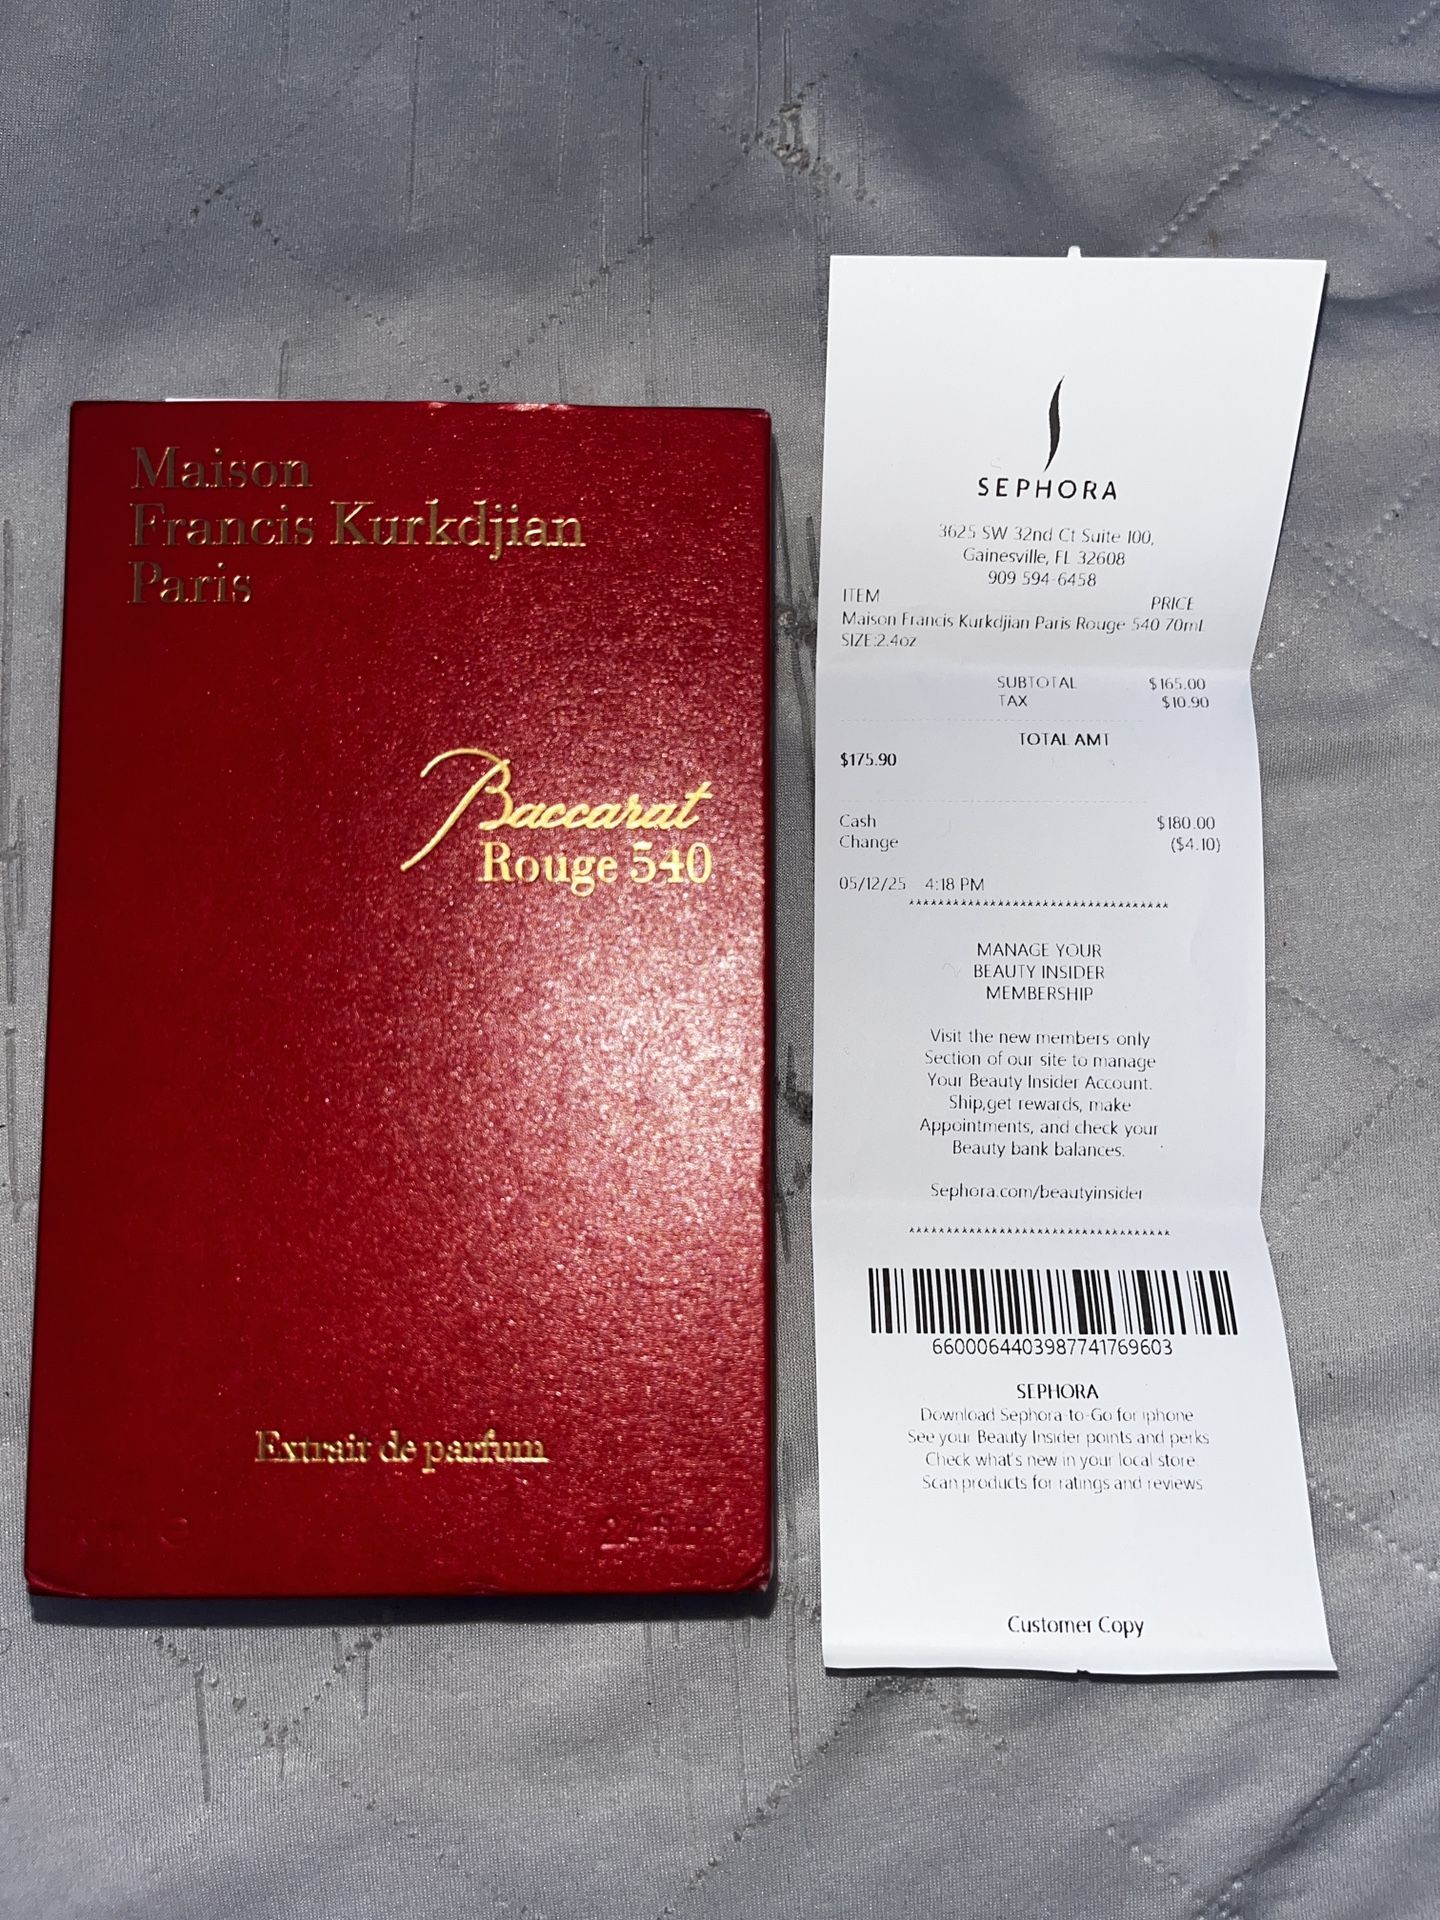 Maison
Francis Kurkdjian
Paris
Baccarat
Rouge 540
Extrait de parfum
SEPHORA
3625 SW 32nd Ct Suite 100,
Gainesville, FL 32608
909 594-6458
ITEM PRICE
Maison Francis Kurkdjian Paris Rouge 540 70mL
SIZE:2.4oz
SUBTOTAL $165.00
TAX $10.90
TOTAL AMT
$175.90
Cash $180.00
Change ($4.10)
05/12/25 4:18 PM
***********************************
MANAGE YOUR
BEAUTY INSIDER
MEMBERSHIP
Visit the new members-only
Section of our site to manage
Your Beauty Insider Account.
Ship,get rewards, make
Appointments, and check your
Beauty bank balances.
Sephora.com/beautyinsider
***********************************
6600064403987741769603
SEPHORA
Download Sephora-to-Go for iphone
See your Beauty Insider points and perks
Check what's new in your local store
Scan products for ratings and reviews
Customer Copy